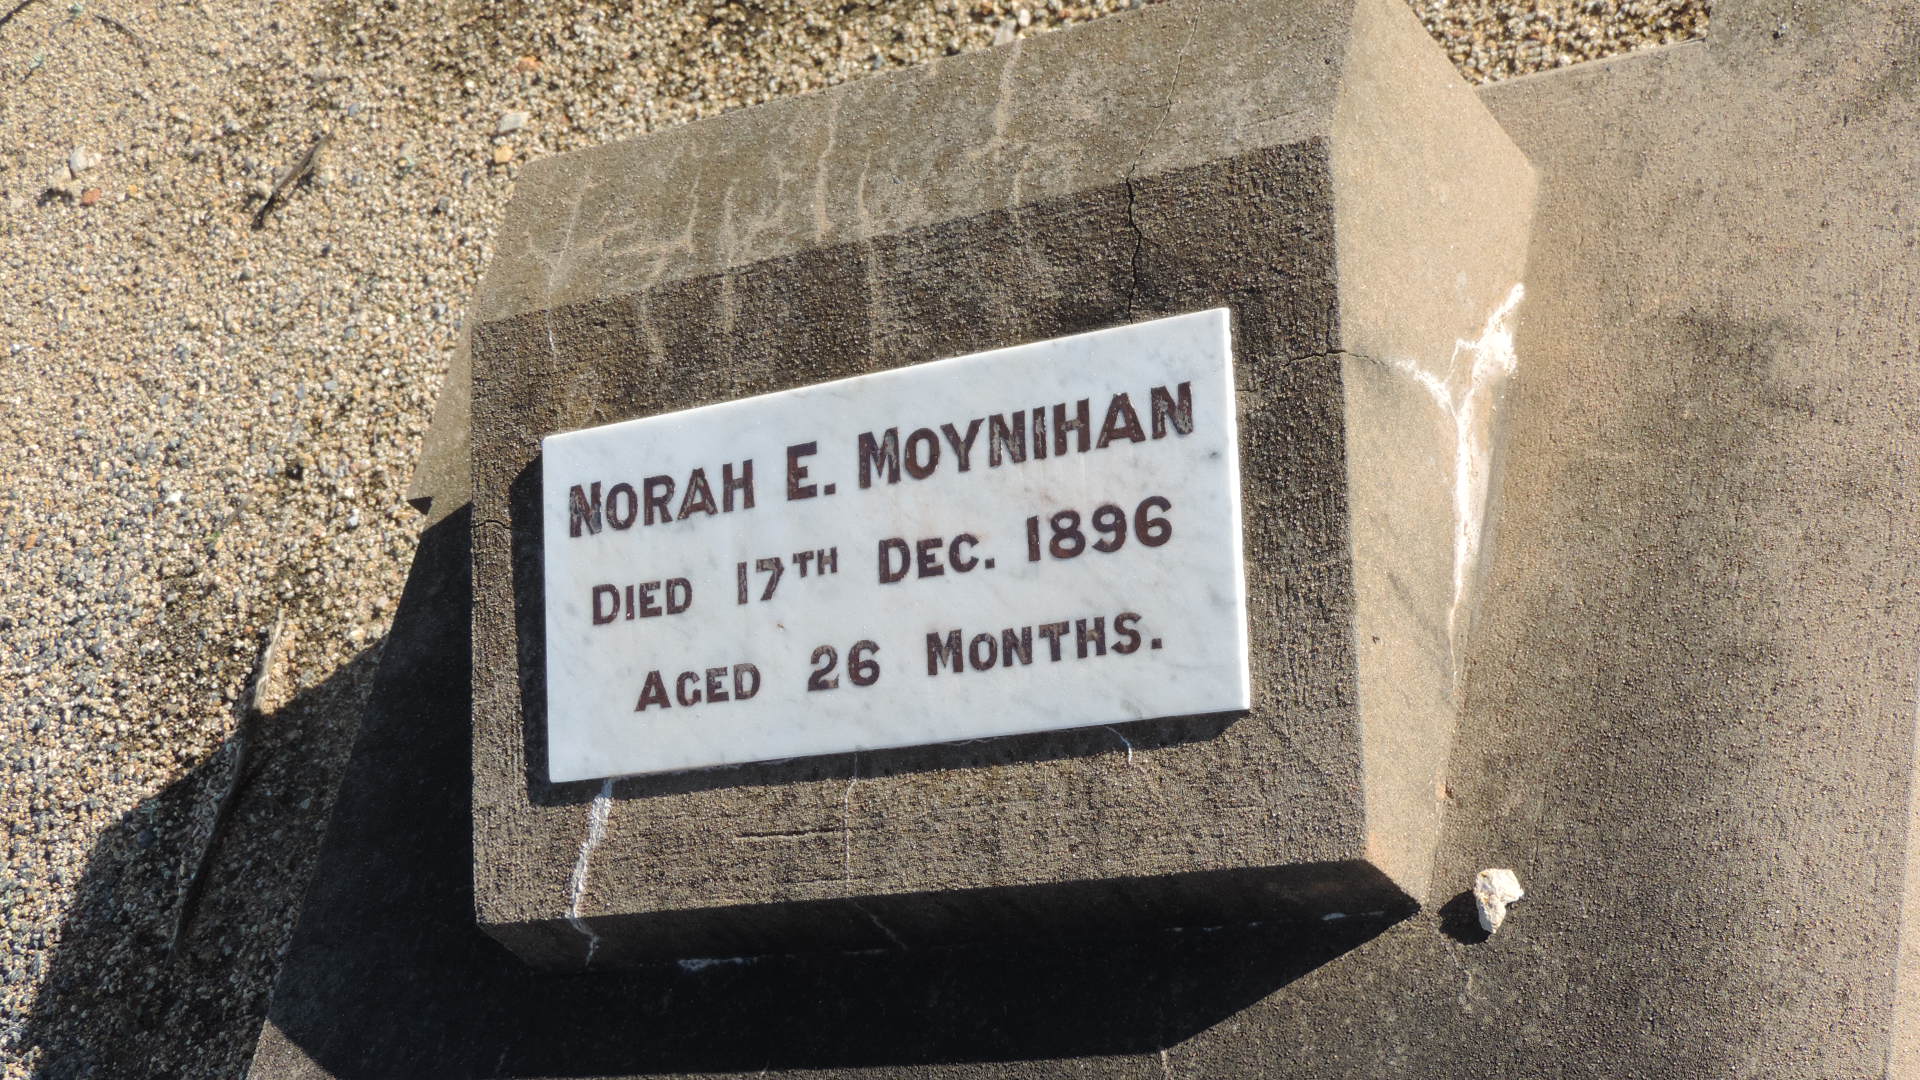 NORAH E. MOYNIHAN
DIED 17TH DEC. 1896
AGED 26 MONTHS.